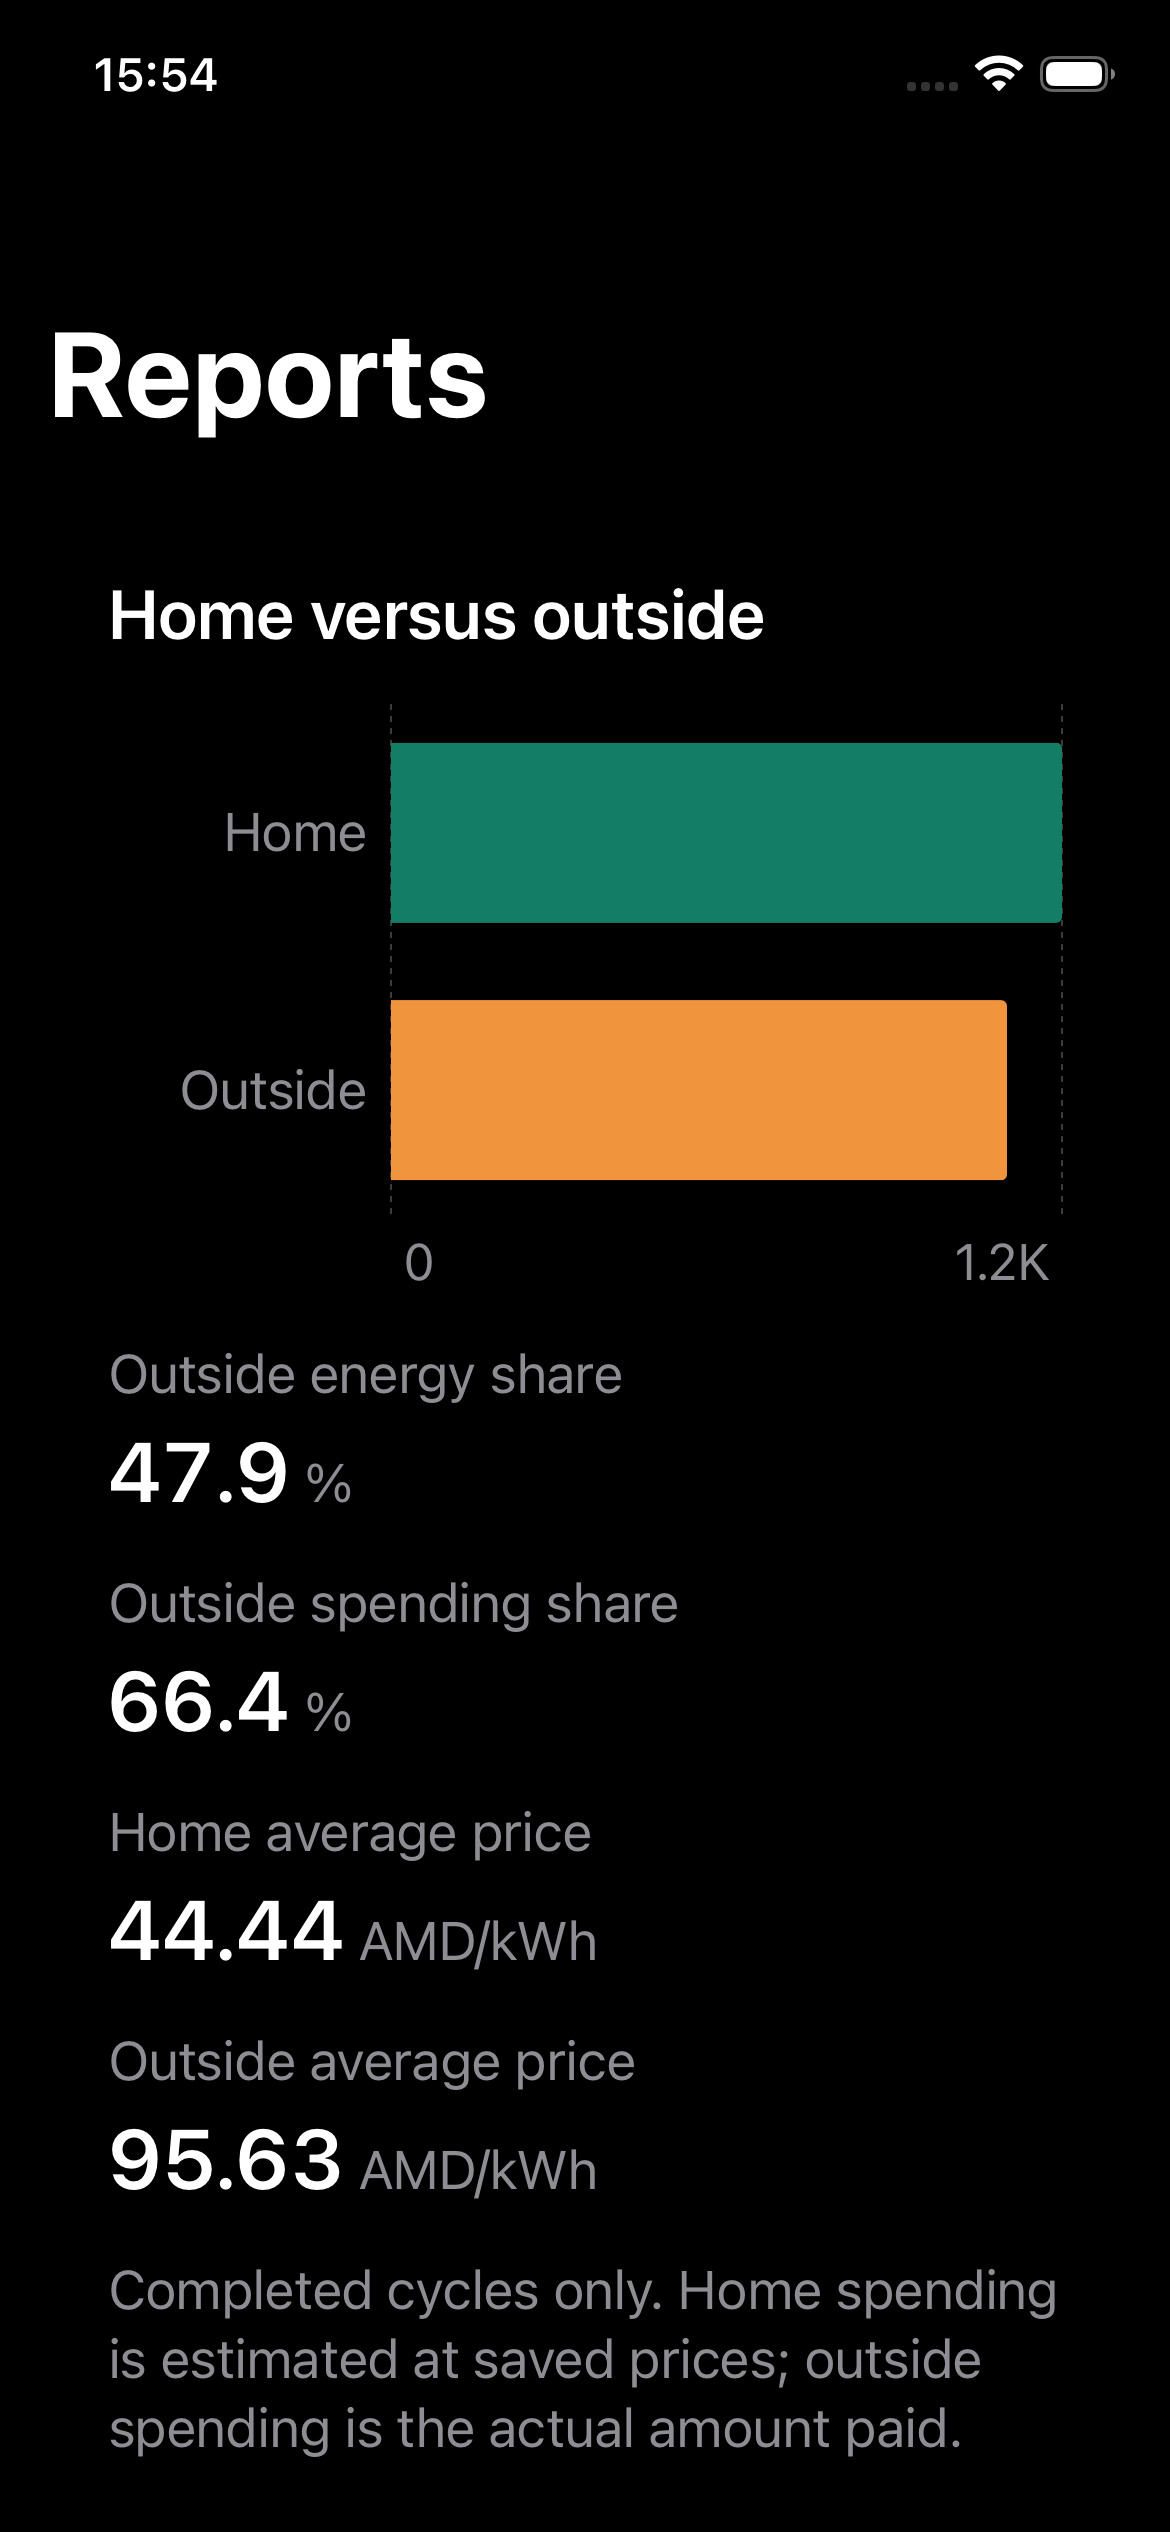 15:54
Reports
Home versus outside
Home
Outside
0 1.2K
Outside energy share
47.9 %
Outside spending share
66.4 %
Home average price
44.44 AMD/kWh
Outside average price
95.63 AMD/kWh
Completed cycles only. Home spending
is estimated at saved prices; outside
spending is the actual amount paid.